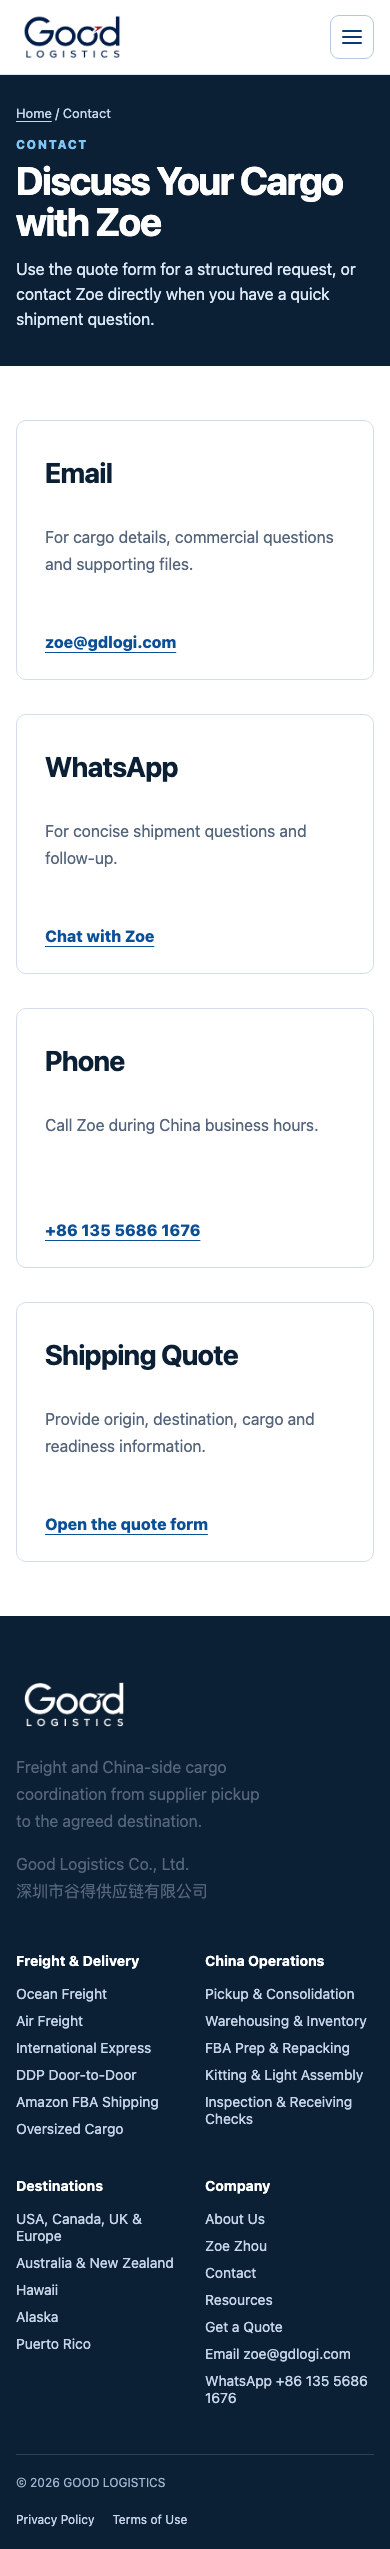 Good
LOGISTICS
Home / Contact
CONTACT
Discuss Your Cargo
with Zoe
Use the quote form for a structured request, or
contact Zoe directly when you have a quick
shipment question.
Email
For cargo details, commercial questions
and supporting files.
zoe@gdlogi.com
WhatsApp
For concise shipment questions and
follow-up.
Chat with Zoe
Phone
Call Zoe during China business hours.
+86 135 5686 1676
Shipping Quote
Provide origin, destination, cargo and
readiness information.
Open the quote form
Good
LOGISTICS
Freight and China-side cargo
coordination from supplier pickup
to the agreed destination.
Good Logistics Co., Ltd.
深圳市谷得供应链有限公司
Freight & Delivery
Ocean Freight
Air Freight
International Express
DDP Door-to-Door
Amazon FBA Shipping
Oversized Cargo
China Operations
Pickup & Consolidation
Warehousing & Inventory
FBA Prep & Repacking
Kitting & Light Assembly
Inspection & Receiving
Checks
Destinations
USA, Canada, UK &
Europe
Australia & New Zealand
Hawaii
Alaska
Puerto Rico
Company
About Us
Zoe Zhou
Contact
Resources
Get a Quote
Email zoe@gdlogi.com
WhatsApp +86 135 5686
1676
© 2026 GOOD LOGISTICS
Privacy Policy Terms of Use